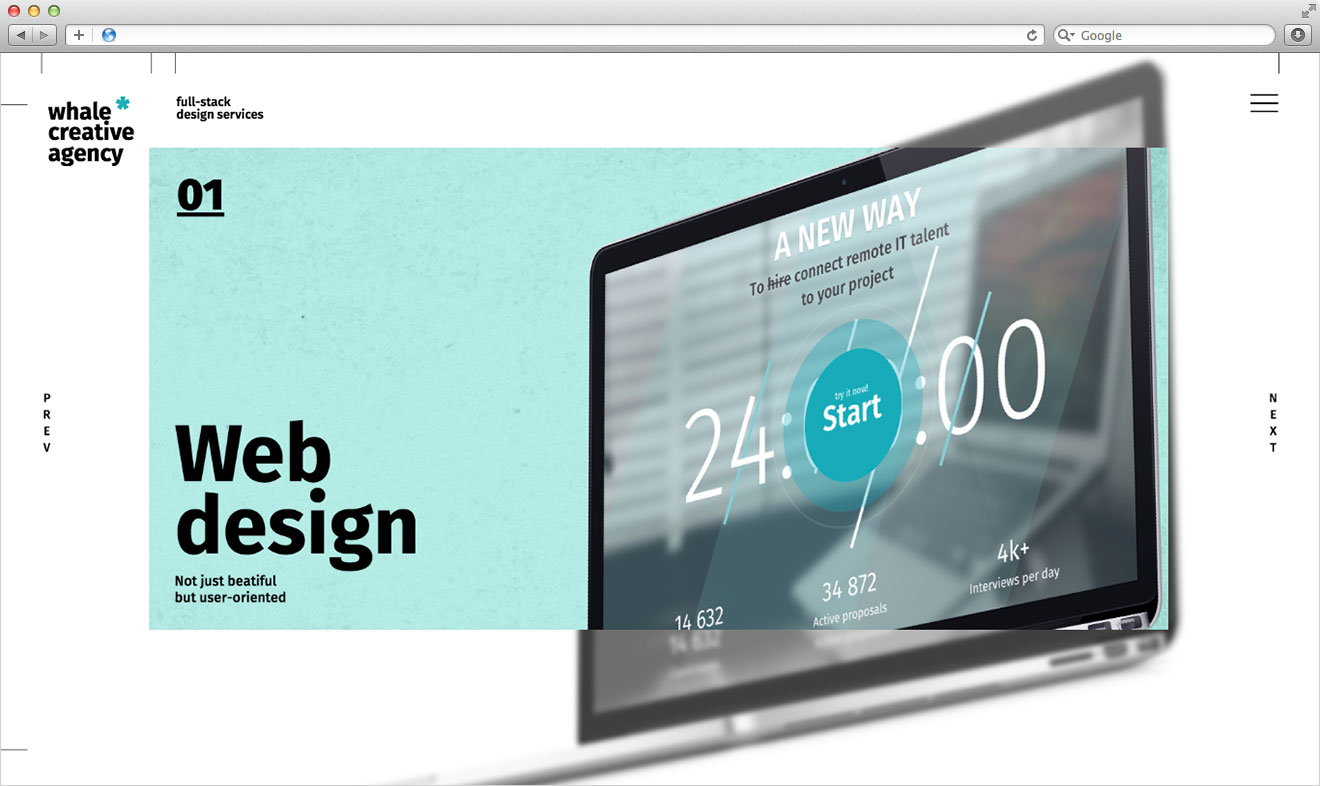 Google
whale*
creative
agency
full-stack
design services
01
Web
design
Not just beatiful
but user-oriented
PREV
NEXT
A NEW WAY
To hire connect remote IT talent
to your project
24::00
try it now!
Start
14 632
34 872
Active proposals
4k+
Interviews per day